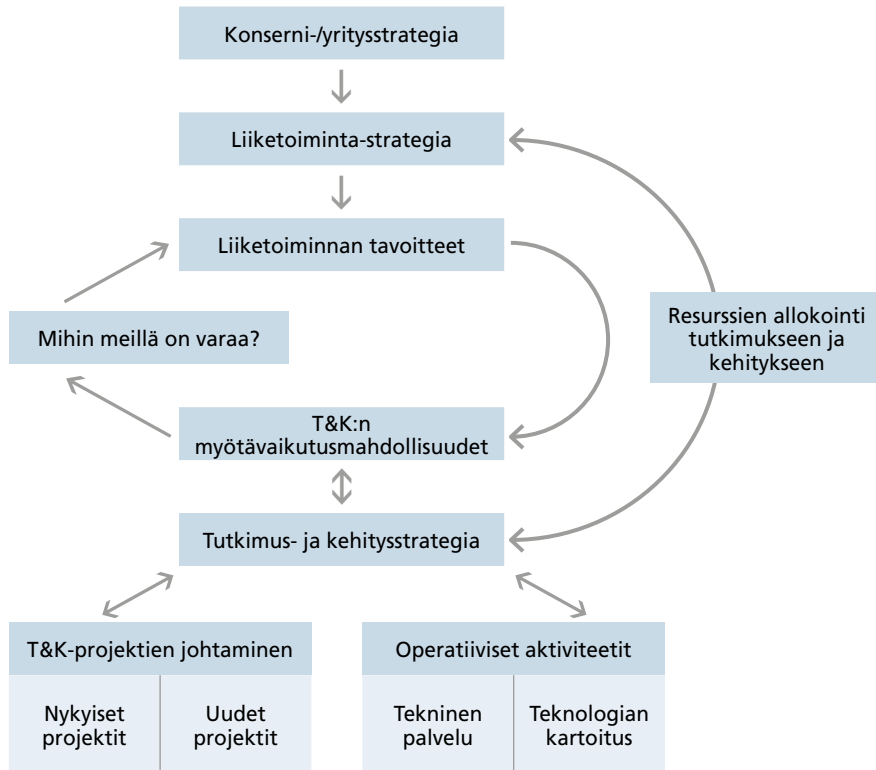 Konserni-/yritysstrategia
Liiketoiminta-strategia
Liiketoiminnan tavoitteet
Mihin meillä on varaa?
Resurssien allokointi
tutkimukseen ja
kehitykseen
T&K:n
myötävaikutusmahdollisuudet
Tutkimus- ja kehitysstrategia
T&K-projektien johtaminen
Nykyiset
projektit
Uudet
projektit
Operatiiviset aktiviteetit
Tekninen
palvelu
Teknologian
kartoitus